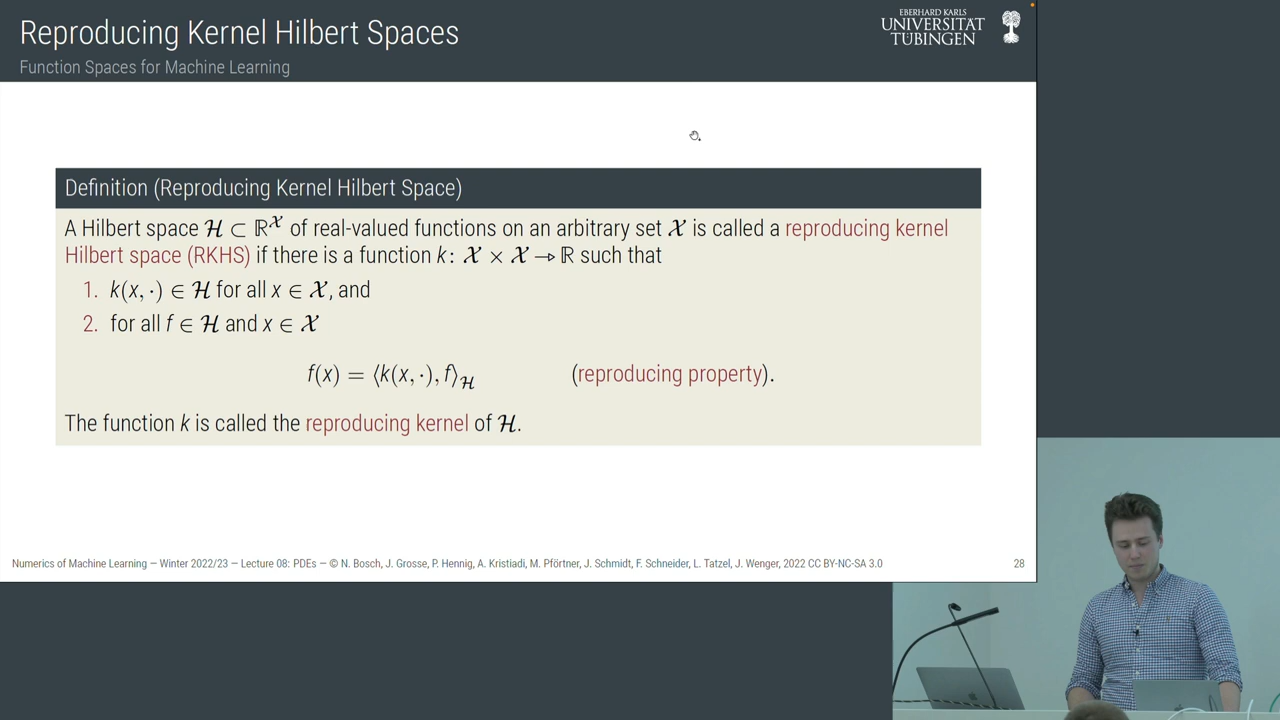 Reproducing Kernel Hilbert Spaces
Function Spaces for Machine Learning
EBERHARD KARLS
UNIVERSITÄT
TÜBINGEN
Definition (Reproducing Kernel Hilbert Space)
A Hilbert space ℋ ⊂ ℝ^𝒳 of real-valued functions on an arbitrary set 𝒳 is called a reproducing kernel
Hilbert space (RKHS) if there is a function k: 𝒳 × 𝒳 → ℝ such that
1. k(x, ·) ∈ ℋ for all x ∈ 𝒳, and
2. for all f ∈ ℋ and x ∈ 𝒳
f(x) = ⟨k(x, ·), f⟩_ℋ (reproducing property).
The function k is called the reproducing kernel of ℋ.
Numerics of Machine Learning — Winter 2022/23 — Lecture 08: PDEs — © N. Bosch, J. Grosse, P. Hennig, A. Kristiadi, M. Pförtner, J. Schmidt, F. Schneider, L. Tatzel, J. Wenger, 2022 CC BY-NC-SA 3.0 28